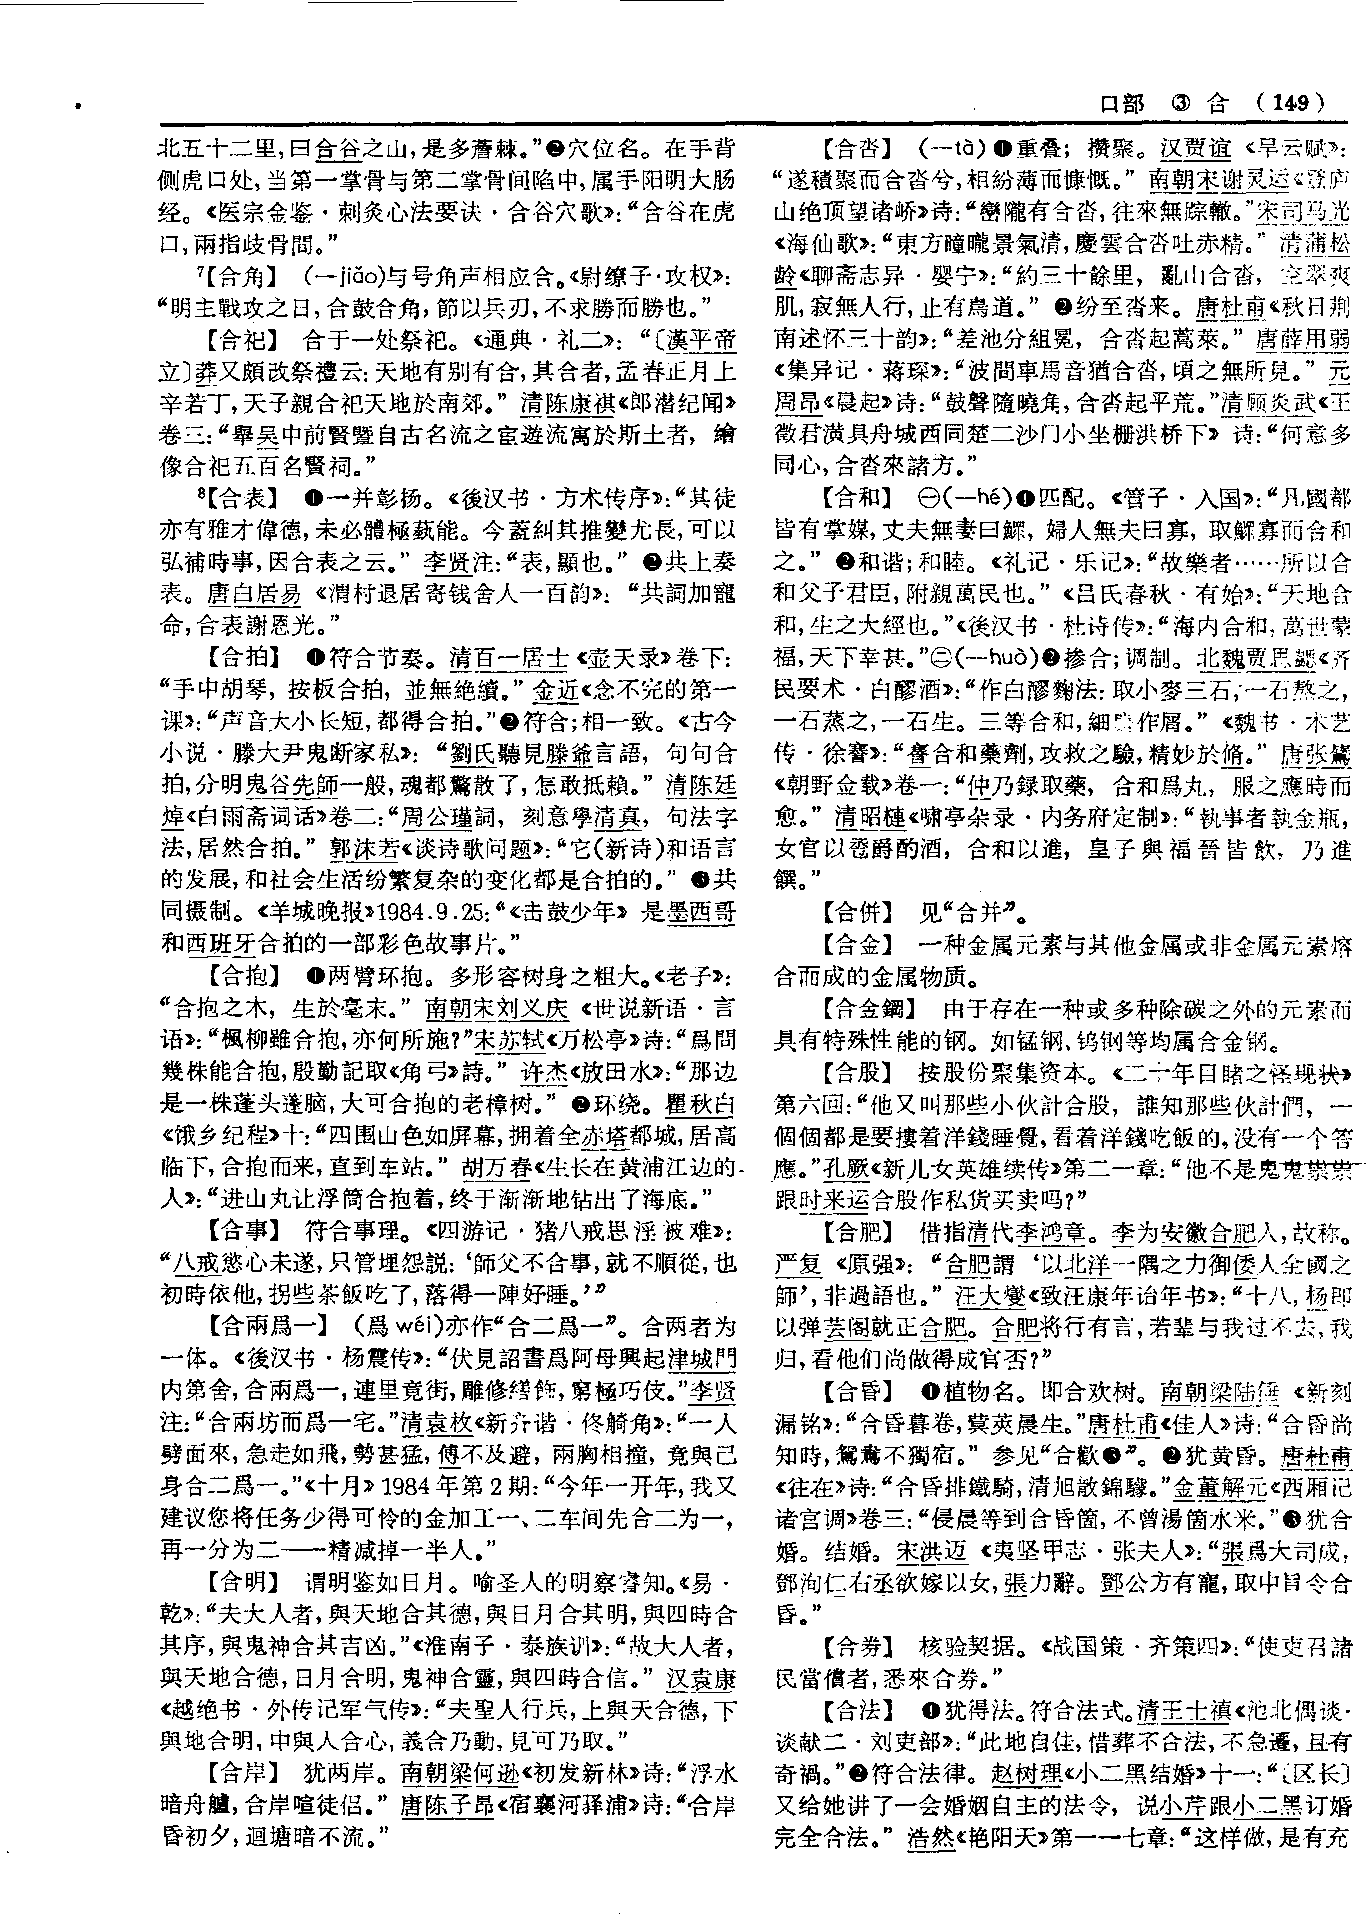 口部 ③ 合 (149)
北五十二里,曰合谷之山,是多薝棘。”❷穴位名。在手背
侧虎口处,当第一掌骨与第二掌骨间陷中,属手阳明大肠
经。《医宗金鉴·刺灸心法要诀·合谷穴歌》:“合谷在虎
口,兩指歧骨間。”
⁷【合角】 (—jiǎo)与号角声相应合。《尉缭子·攻权》:
“明主戰攻之日,合鼓合角,節以兵刃,不求勝而勝也。”
【合祀】 合于一处祭祀。《通典·礼二》:“〔漢平帝
立〕莽又頗改祭禮云:天地有别有合,其合者,孟春正月上
辛若丁,天子親合祀天地於南郊。”清陈康祺《郎潜纪闻》
卷三:“舉吴中前賢暨自古名流之宦遊流寓於斯土者,繪
像合祀五百名賢祠。”
⁸【合表】 ❶一并彰扬。《後汉书·方术传序》:“其徒
亦有雅才偉德,未必體極藝能。今蓋糾其推變尤長,可以
弘補時事,因合表之云。”李贤注:“表,顯也。”❷共上奏
表。唐白居易《渭村退居寄钱舍人一百韵》:“共詞加寵
命,合表謝恩光。”
【合拍】 ❶符合节奏。清百一居士《壶天录》卷下:
“手中胡琴,按板合拍,並無絶續。”金近《念不完的第一
课》:“声音大小长短,都得合拍。”❷符合;相一致。《古今
小说·滕大尹鬼断家私》:“劉氏聽見滕爺言語,句句合
拍,分明鬼谷先師一般,魂都驚散了,怎敢抵賴。”清陈廷
焯《白雨斋词话》卷二:“周公瑾詞,刻意學清真,句法字
法,居然合拍。”郭沫若《谈诗歌问题》:“它(新诗)和语言
的发展,和社会生活纷繁复杂的变化都是合拍的。”❸共
同摄制。《羊城晚报》1984.9.25:“《击鼓少年》是墨西哥
和西班牙合拍的一部彩色故事片。”
【合抱】 ❶两臂环抱。多形容树身之粗大。《老子》:
“合抱之木,生於毫末。”南朝宋刘义庆《世说新语·言
语》:“楓柳雖合抱,亦何所施?”宋苏轼《万松亭》诗:“爲問
幾株能合抱,殷勤記取《角弓》詩。”许杰《放田水》:“那边
是一株蓬头蓬脑,大可合抱的老樟树。”❷环绕。瞿秋白
《饿乡纪程》十:“四围山色如屏幕,拥着全赤塔都城,居高
临下,合抱而来,直到车站。”胡万春《生长在黄浦江边的
人》:“进山丸让浮筒合抱着,终于渐渐地钻出了海底。”
【合事】 符合事理。《四游记·猪八戒思淫被难》:
“八戒慾心未遂,只管埋怨説:‘師父不合事,就不順從,也
初時依他,拐些茶飯吃了,落得一陣好睡。’”
【合兩爲一】 (爲wéi)亦作“合二爲一”。合两者为
一体。《後汉书·杨震传》:“伏見詔書爲阿母興起津城門
内第舍,合兩爲一,連里竟街,雕修繕飾,窮極巧伎。”李贤
注:“合兩坊而爲一宅。”清袁枚《新齐谐·佟觭角》:“一人
劈面來,急走如飛,勢甚猛,傅不及避,兩胸相撞,竟與己
身合二爲一。”《十月》1984年第2期:“今年一开年,我又
建议您将任务少得可怜的金加工一、二车间先合二为一,
再一分为二——精减掉一半人。”
【合明】 谓明鉴如日月。喻圣人的明察睿知。《易·
乾》:“夫大人者,與天地合其德,與日月合其明,與四時合
其序,與鬼神合其吉凶。”《淮南子·泰族训》:“故大人者,
與天地合德,日月合明,鬼神合靈,與四時合信。”汉袁康
《越绝书·外传记军气传》:“夫聖人行兵,上與天合德,下
與地合明,中與人合心,義合乃動,見可乃取。”
【合岸】 犹两岸。南朝梁何逊《初发新林》诗:“浮水
暗舟艫,合岸喧徒侣。”唐陈子昂《宿襄河驿浦》诗:“合岸
昏初夕,迴塘暗不流。”
【合沓】 (—tà)❶重叠;攒聚。汉贾谊《旱云赋》:
“遂積聚而合沓兮,相紛薄而慷慨。”南朝宋谢灵运《登庐
山绝顶望诸峤》诗:“巒隴有合沓,往來無踪轍。”宋司马光
《海仙歌》:“東方曈曨景氣清,慶雲合沓吐赤精。”清蒲松
龄《聊斋志异·婴宁》:“約三十餘里,亂山合沓,空翠爽
肌,寂無人行,止有鳥道。”❷纷至沓来。唐杜甫《秋日荆
南述怀三十韵》:“差池分組冕,合沓起蒿萊。”唐薛用弱
《集异记·蒋琛》:“波間車馬音猶合沓,頃之無所見。”元
周昂《晨起》诗:“鼓聲隨曉角,合沓起平荒。”清顾炎武《王
徵君潢具舟城西同楚二沙门小坐栅洪桥下》诗:“何意多
同心,合沓來諸方。”
【合和】 ㊀(—hé)❶匹配。《管子·入国》:“凡國都
皆有掌媒,丈夫無妻曰鰥,婦人無夫曰寡,取鰥寡而合和
之。”❷和谐;和睦。《礼记·乐记》:“故樂者……所以合
和父子君臣,附親萬民也。”《吕氏春秋·有始》:“天地合
和,生之大經也。”《後汉书·杜诗传》:“海内合和,萬世蒙
福,天下幸甚。”㊁(—huò)❷掺合;调制。北魏贾思勰《齐
民要术·白醪酒》:“作白醪麴法:取小麥三石,一石熬之,
一石蒸之,一石生。三等合和,細磨作屑。”《魏书·术艺
传·徐謇》:“謇合和藥劑,攻救之驗,精妙於脩。”唐张鷟
《朝野佥载》卷一:“仲乃録取藥,合和爲丸,服之應時而
愈。”清昭槤《啸亭杂录·内务府定制》:“執事者執金瓶,
女官以卺爵酌酒,合和以進,皇子與福晉皆飲,乃進
饌。”
【合併】 见“合并”。
【合金】 一种金属元素与其他金属或非金属元素熔
合而成的金属物质。
【合金鋼】 由于存在一种或多种除碳之外的元素而
具有特殊性能的钢。如锰钢、钨钢等均属合金钢。
【合股】 按股份聚集资本。《二十年目睹之怪现状》
第六回:“他又叫那些小伙計合股,誰知那些伙計們,一
個個都是要摟着洋錢睡覺,看着洋錢吃飯的,没有一个答
應。”孔厥《新儿女英雄续传》第二一章:“他不是鬼鬼祟祟
跟时来运合股作私货买卖吗?”
【合肥】 借指清代李鸿章。李为安徽合肥人,故称。
严复《原强》:“合肥謂‘以北洋一隅之力御倭人全國之
師’,非過語也。”汪大燮《致汪康年诒年书》:“十八,杨郎
以弹芸阁就正合肥。合肥将行有言,若辈与我过不去,我
归,看他们尚做得成官否?”
【合昏】 ❶植物名。即合欢树。南朝梁陆倕《新刻
漏铭》:“合昏暮卷,蓂莢晨生。”唐杜甫《佳人》诗:“合昏尚
知時,鴛鴦不獨宿。”参见“合歡❸”。❷犹黄昏。唐杜甫
《往在》诗:“合昏排鐵騎,清旭散錦幪。”金董解元《西厢记
诸宫调》卷三:“侵晨等到合昏箇,不曾湯箇水米。”❸犹合
婚。结婚。宋洪迈《夷坚甲志·张夫人》:“張爲大司成,
鄧洵仁右丞欲嫁以女,張力辭。鄧公方有寵,取中旨令合
昏。”
【合券】 核验契据。《战国策·齐策四》:“使吏召諸
民當償者,悉來合券。”
【合法】 ❶犹得法。符合法式。清王士禛《池北偶谈·
谈献二·刘吏部》:“此地自佳,惜葬不合法,不急遷,且有
奇禍。”❷符合法律。赵树理《小二黑结婚》十一:“〔区长〕
又给她讲了一会婚姻自主的法令,说小芹跟小二黑订婚
完全合法。”浩然《艳阳天》第一一七章:“这样做,是有充